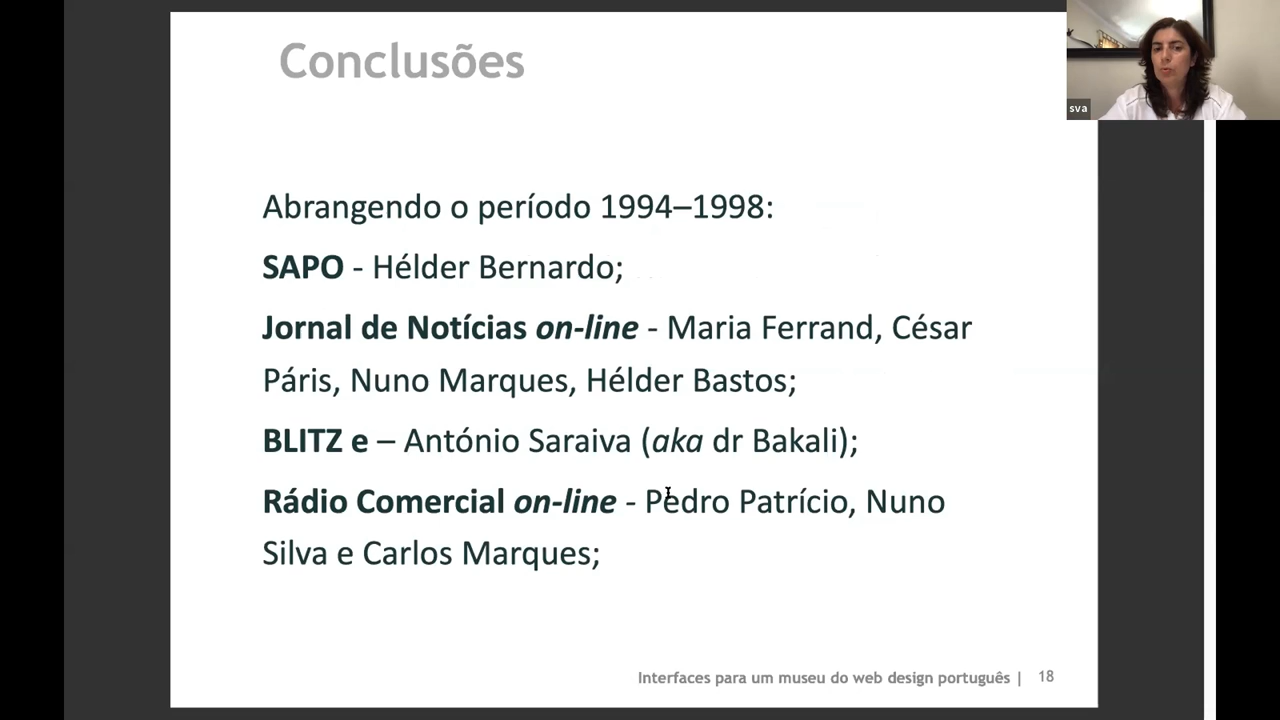 Conclusões
sva
Abrangendo o período 1994–1998:
SAPO - Hélder Bernardo;
Jornal de Notícias on-line - Maria Ferrand, César
Páris, Nuno Marques, Hélder Bastos;
BLITZ e – António Saraiva (aka dr Bakali);
Rádio Comercial on-line - Pedro Patrício, Nuno
Silva e Carlos Marques;
Interfaces para um museu do web design português | 18